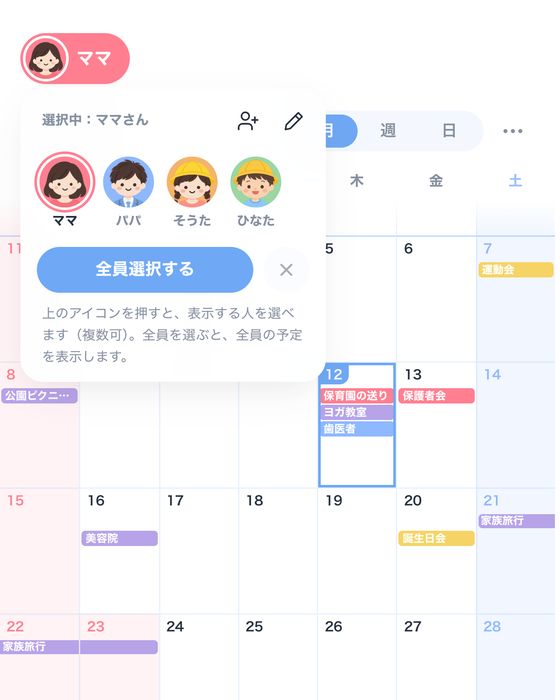 ママ
選択中：ママさん
月 週 日
ママ パパ そうた ひなた
木 金 土
全員選択する
上のアイコンを押すと、表示する人を選べ
ます（複数可）。全員を選ぶと、全員の予定
を表示します。
5 6 7
運動会
8 12 13 14
公園ピクニ… 保育園の送り 保護者会
ヨガ教室
歯医者
15 16 17 18 19 20 21
家族旅行
美容院 誕生日会
22 23 24 25 26 27 28
家族旅行